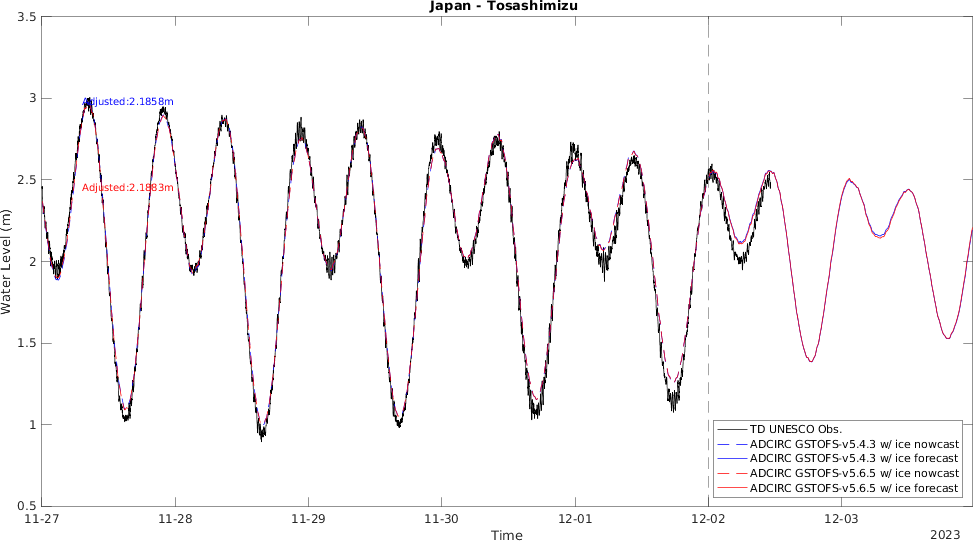 Japan - Tosashimizu
3.5
3
2.5
2
1.5
1
0.5
Water Level (m)
Adjusted:2.1858m
Adjusted:2.1883m
TD UNESCO Obs.
ADCIRC GSTOFS-v5.4.3 w/ ice nowcast
ADCIRC GSTOFS-v5.4.3 w/ ice forecast
ADCIRC GSTOFS-v5.6.5 w/ ice nowcast
ADCIRC GSTOFS-v5.6.5 w/ ice forecast
11-27 11-28 11-29 11-30 12-01 12-02 12-03
Time
2023